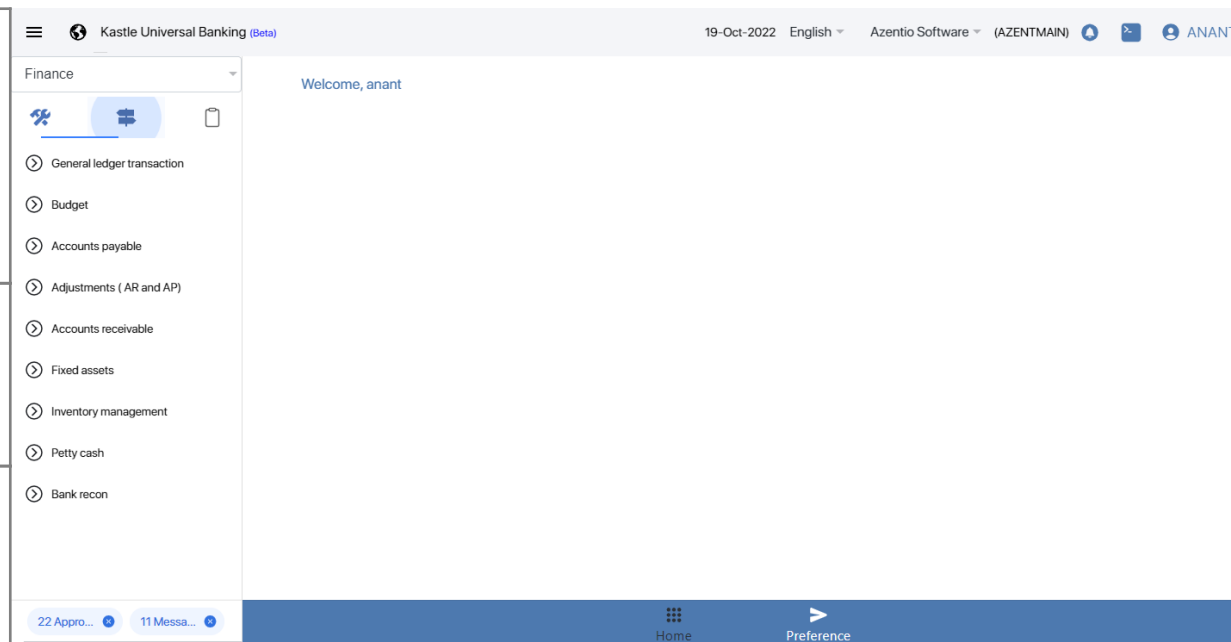 Kastle Universal Banking (Beta) 19-Oct-2022 English Azentio Software (AZENTMAIN) ANANT
Finance
Welcome, anant
General ledger transaction
Budget
Accounts payable
Adjustments ( AR and AP)
Accounts receivable
Fixed assets
Inventory management
Petty cash
Bank recon
22 Appro... 11 Messa...
Home Preference